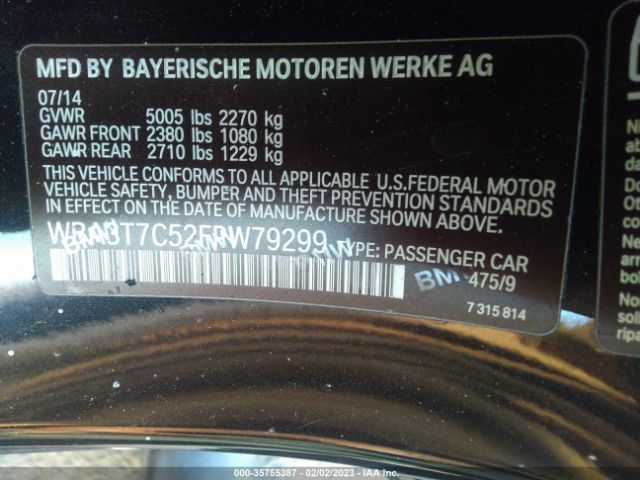 MFD BY BAYERISCHE MOTOREN WERKE AG
07/14
GVWR 5005 lbs 2270 kg
GAWR FRONT 2380 lbs 1080 kg
GAWR REAR 2710 lbs 1229 kg
THIS VEHICLE CONFORMS TO ALL APPLICABLE U.S.FEDERAL MOTOR
VEHICLE SAFETY, BUMPER AND THEFT PREVENTION STANDARDS
IN EFFECT ON THE DATE OF MANUFACTURE SHOWN ABOVE.
TYPE: PASSENGER CAR
BMW 475/9
7 315 814
000-35755387 - 02/02/2023 - IAA Inc.